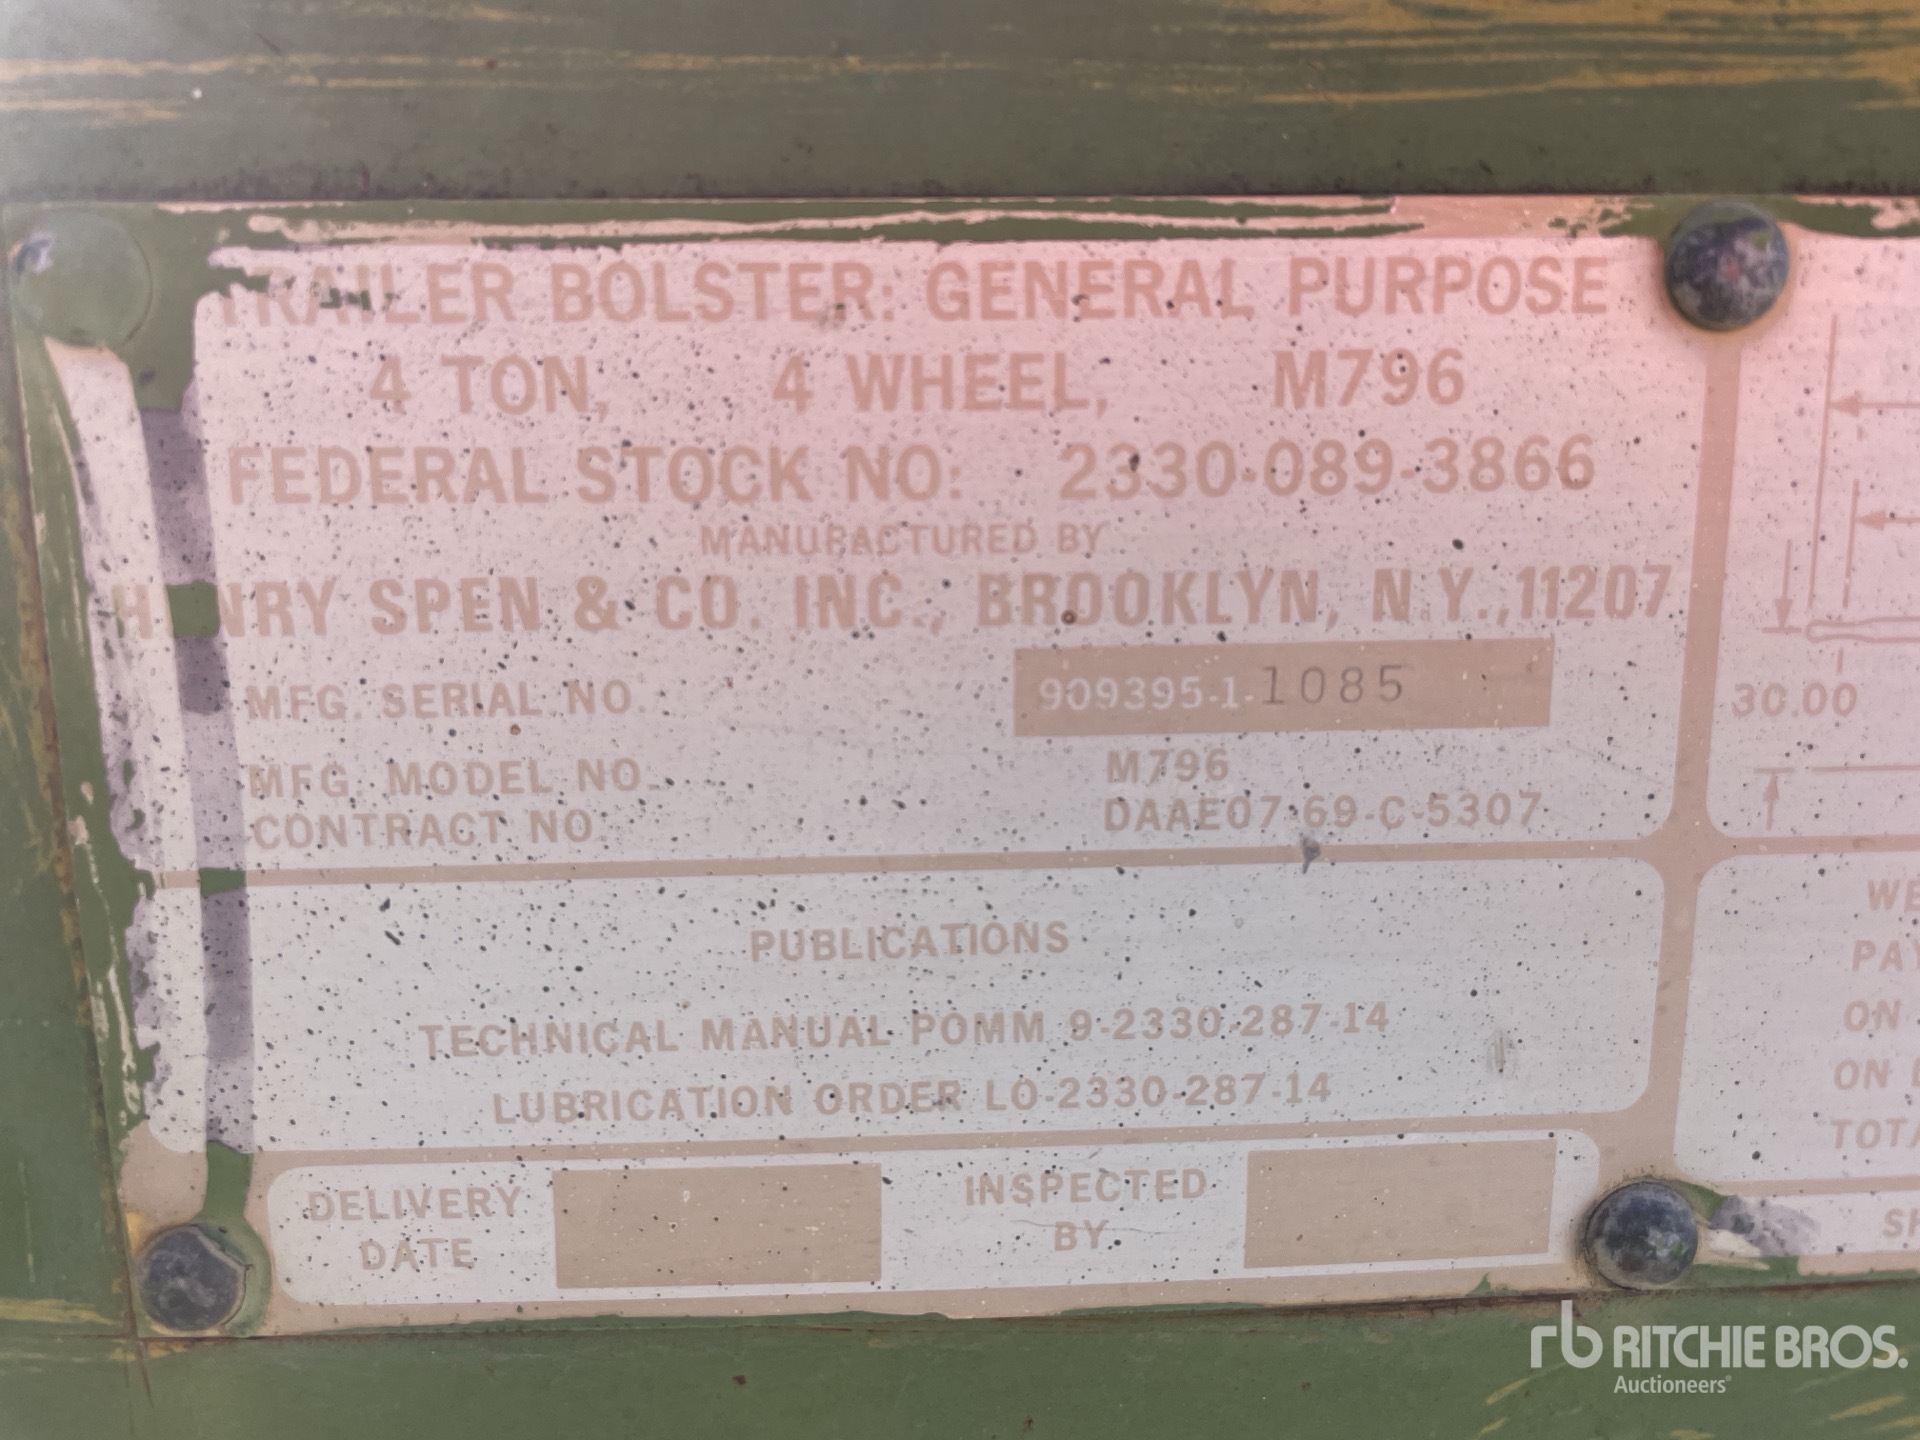 TRAILER BOLSTER: GENERAL PURPOSE
4 TON, 4 WHEEL, M796
FEDERAL STOCK NO: 2330-089-3866
MANUFACTURED BY
HENRY SPEN & CO. INC., BROOKLYN, N.Y., 11207
MFG. SERIAL NO. 909395-1-1085
MFG. MODEL NO. M796
CONTRACT NO. DAAE07-69-C-5307
PUBLICATIONS
TECHNICAL MANUAL POMM 9-2330-287-14
LUBRICATION ORDER LO-2330-287-14
DELIVERY
DATE
INSPECTED
BY
30.00
ON
ON
rb RITCHIE BROS.
Auctioneers